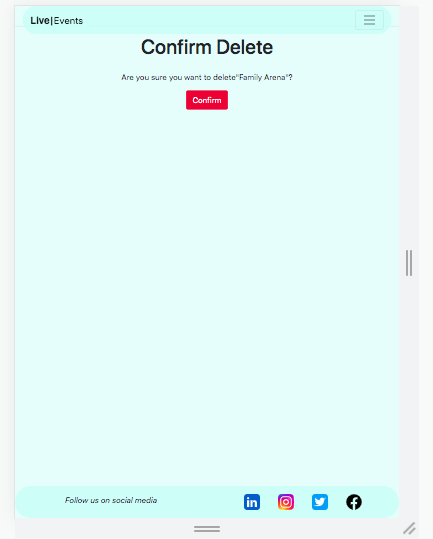 Live|Events
Confirm Delete
Are you sure you want to delete"Family Arena"?
Confirm
Follow us on social media